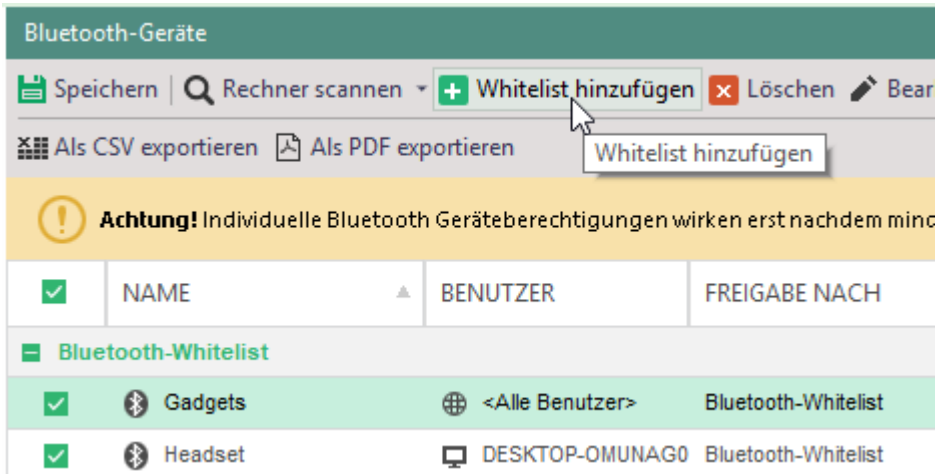 Bluetooth-Geräte
Speichern Rechner scannen Whitelist hinzufügen Löschen Bear
Als CSV exportieren Als PDF exportieren Whitelist hinzufügen
Achtung! Individuelle Bluetooth Geräteberechtigungen wirken erst nachdem minc
NAME BENUTZER FREIGABE NACH
Bluetooth-Whitelist
Gadgets <Alle Benutzer> Bluetooth-Whitelist
Headset DESKTOP-OMUNAG0 Bluetooth-Whitelist